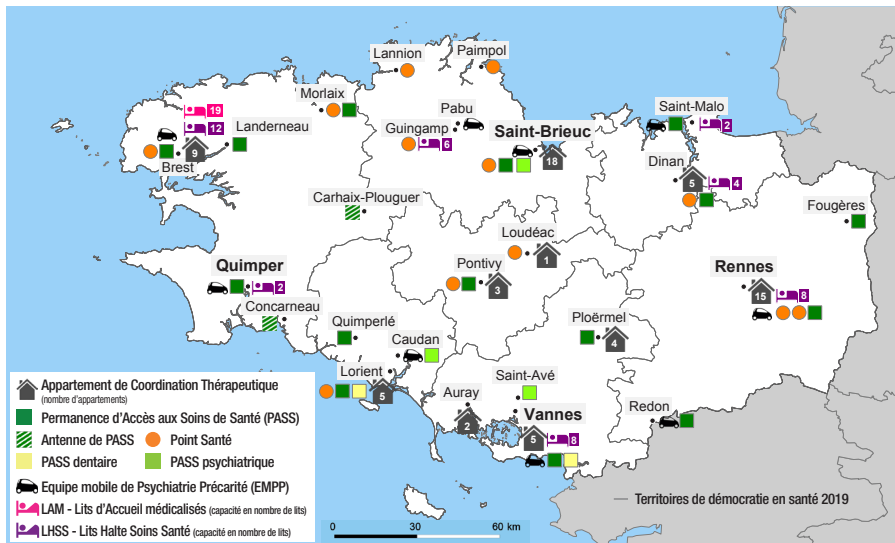 Lannion
Paimpol
Morlaix
Pabu
Saint-Malo
19
12
Landerneau
Guingamp
Saint-Brieuc
2
6
9
18
Dinan
Brest
5
4
Carhaix-Plouguer
Fougères
Loudéac
1
Quimper
Pontivy
Rennes
2
3
15
8
Concarneau
Quimperlé
Ploërmel
Caudan
4
Lorient
Saint-Avé
5
Auray
Vannes
Redon
2
5
8
Appartement de Coordination Thérapeutique
(nombre d'appartements)
Permanence d'Accès aux Soins de Santé (PASS)
Antenne de PASS
Point Santé
PASS dentaire
PASS psychiatrique
Equipe mobile de Psychiatrie Précarité (EMPP)
LAM - Lits d'Accueil médicalisés (capacité en nombre de lits)
LHSS - Lits Halte Soins Santé (capacité en nombre de lits)
Territoires de démocratie en santé 2019
0 30 60 km